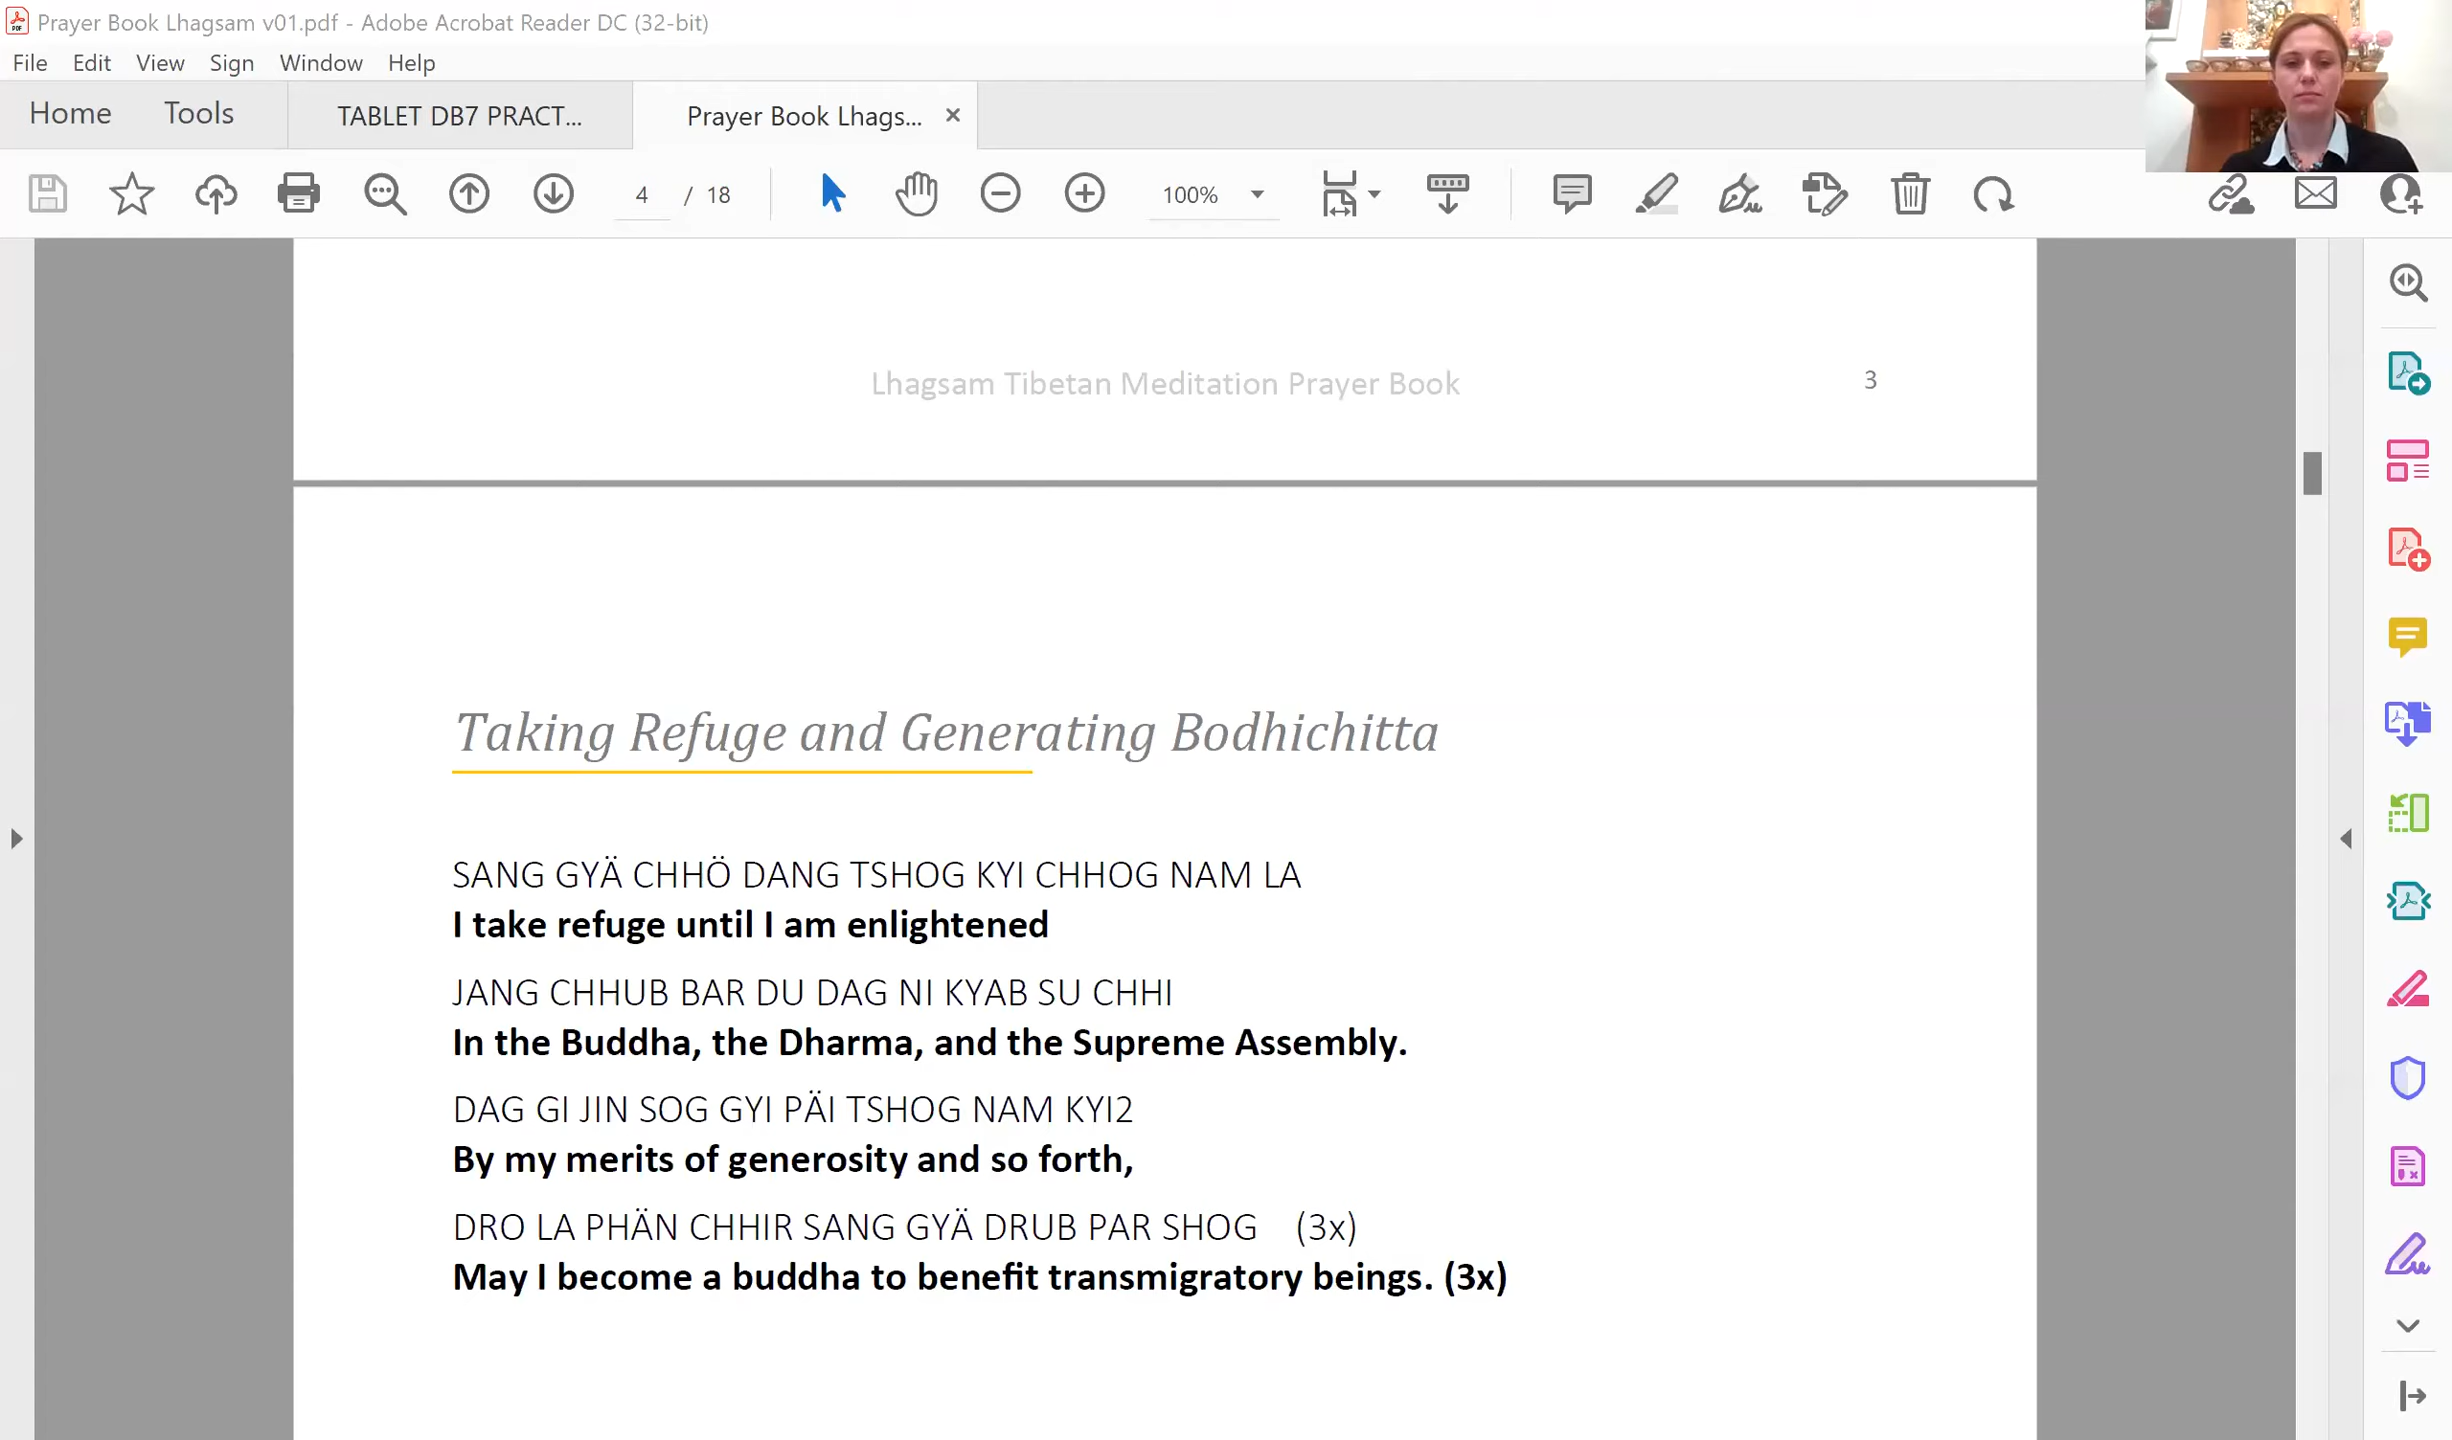 Prayer Book Lhagsam v01.pdf - Adobe Acrobat Reader DC (32-bit)
File Edit View Sign Window Help
Home Tools TABLET DB7 PRACT... Prayer Book Lhags...
4 / 18 100%
Lhagsam Tibetan Meditation Prayer Book 3
Taking Refuge and Generating Bodhichitta
SANG GYÄ CHHÖ DANG TSHOG KYI CHHOG NAM LA
I take refuge until I am enlightened
JANG CHHUB BAR DU DAG NI KYAB SU CHHI
In the Buddha, the Dharma, and the Supreme Assembly.
DAG GI JIN SOG GYI PÄI TSHOG NAM KYI2
By my merits of generosity and so forth,
DRO LA PHÄN CHHIR SANG GYÄ DRUB PAR SHOG (3x)
May I become a buddha to benefit transmigratory beings. (3x)